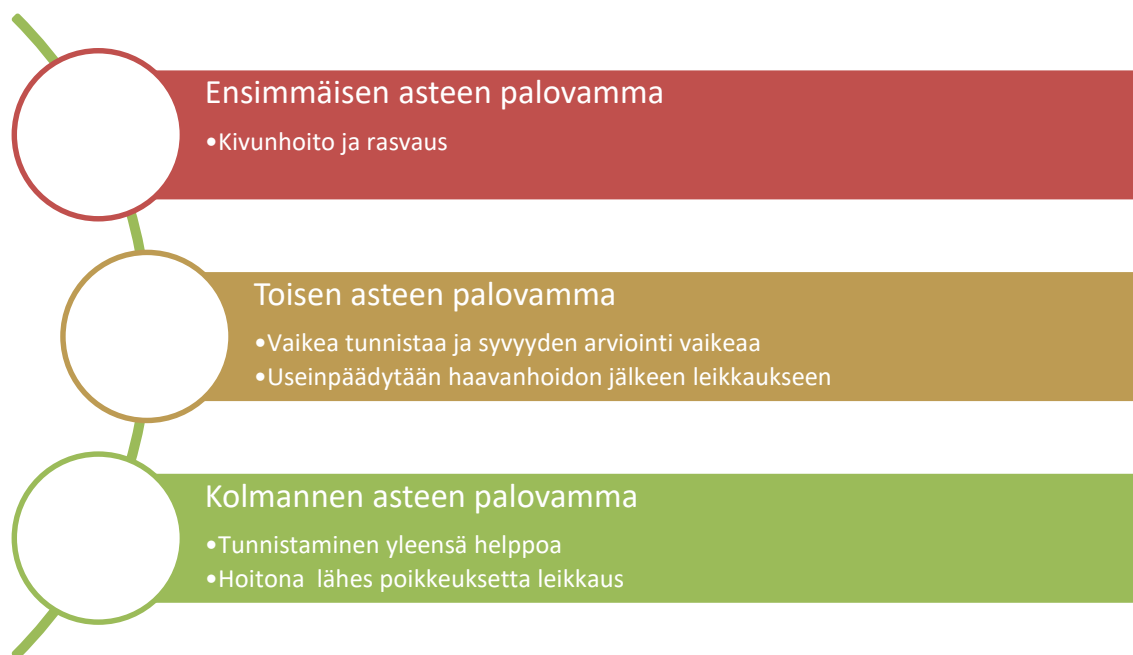 Ensimmäisen asteen palovamma
•Kivunhoito ja rasvaus
Toisen asteen palovamma
•Vaikea tunnistaa ja syvyyden arviointi vaikeaa
•Useinpäädytään haavanhoidon jälkeen leikkaukseen
Kolmannen asteen palovamma
•Tunnistaminen yleensä helppoa
•Hoitona  lähes poikkeuksetta leikkaus